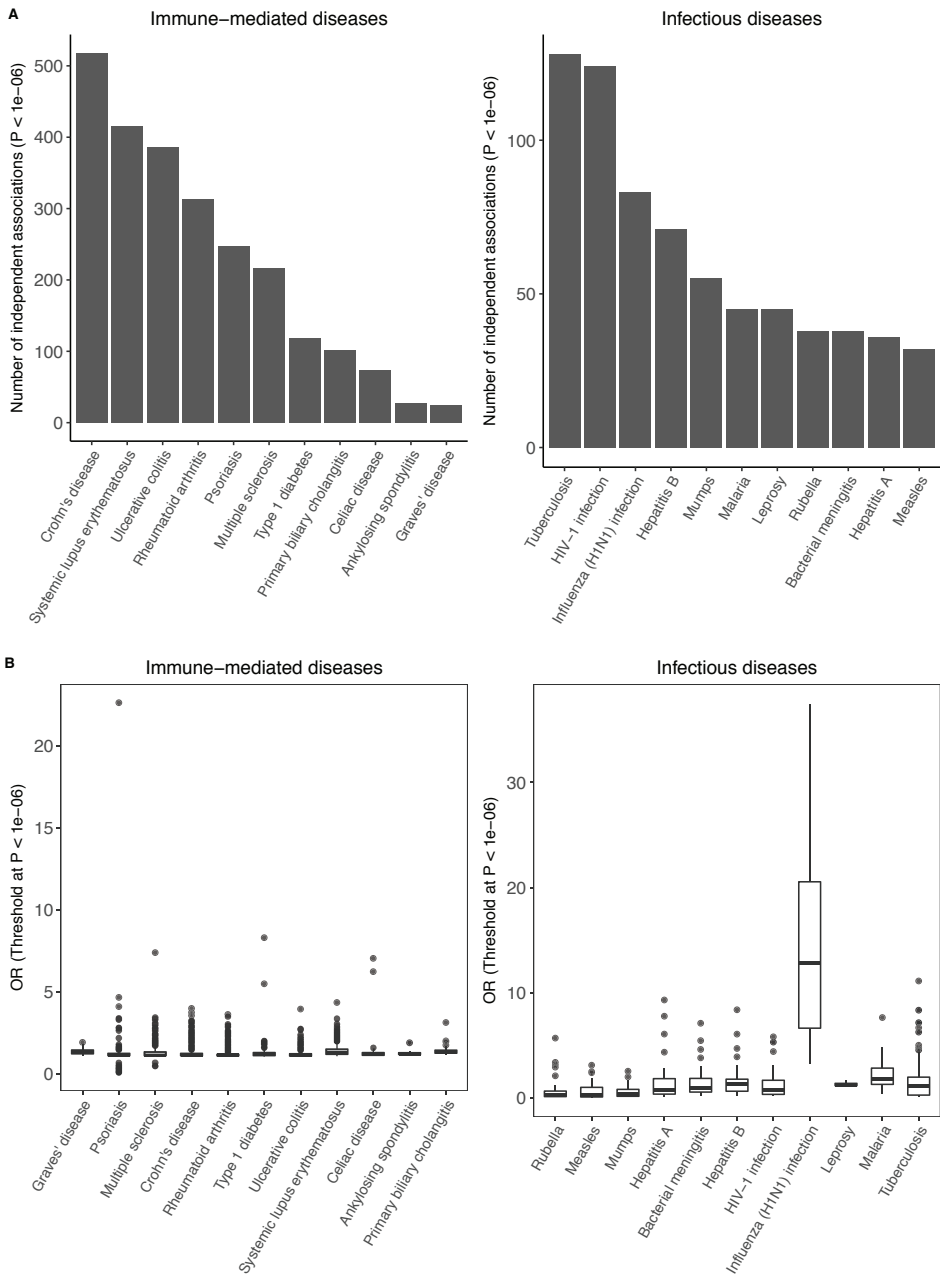 A
Immune−mediated diseases
Number of independent associations (P < 1e−06)
500
400
300
200
100
0
Crohn's disease
Systemic lupus erythematosus
Ulcerative colitis
Rheumatoid arthritis
Psoriasis
Multiple sclerosis
Type 1 diabetes
Primary biliary cholangitis
Celiac disease
Ankylosing spondylitis
Graves' disease
Infectious diseases
Number of independent associations (P < 1e−06)
100
50
0
Tuberculosis
HIV−1 infection
Influenza (H1N1) infection
Hepatitis B
Mumps
Malaria
Leprosy
Rubella
Bacterial meningitis
Hepatitis A
Measles
B
Immune−mediated diseases
OR (Threshold at P < 1e−06)
20
15
10
5
0
Graves' disease
Psoriasis
Multiple sclerosis
Crohn's disease
Rheumatoid arthritis
Type 1 diabetes
Ulcerative colitis
Systemic lupus erythematosus
Celiac disease
Ankylosing spondylitis
Primary biliary cholangitis
Infectious diseases
OR (Threshold at P < 1e−06)
30
20
10
0
Rubella
Measles
Mumps
Hepatitis A
Bacterial meningitis
Hepatitis B
HIV−1 infection
Influenza (H1N1) infection
Leprosy
Malaria
Tuberculosis